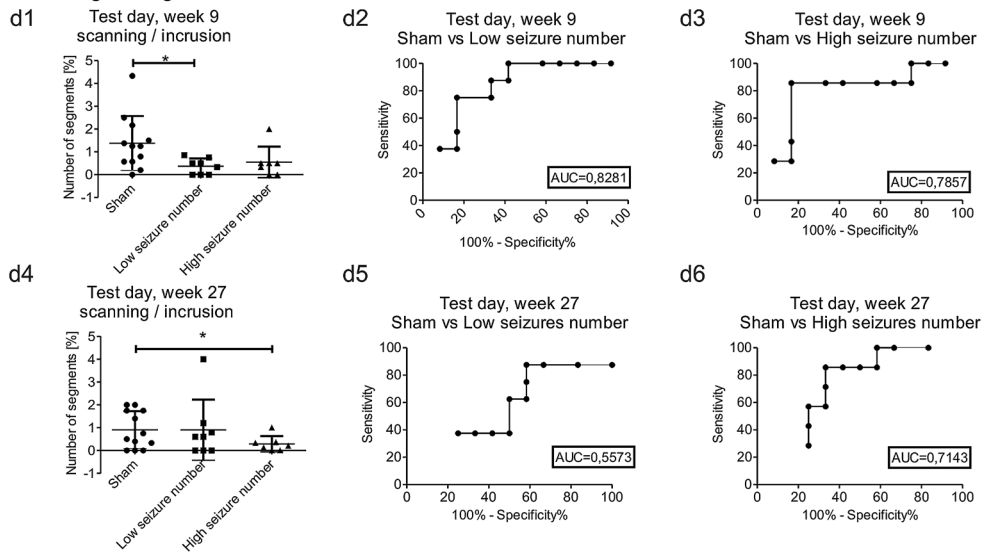 d1
Test day, week 9
scanning / incrusion
Number of segments [%]
5
4
3
2
1
0
-1
*
Sham
Low seizure number
High seizure number
d2
Test day, week 9
Sham vs Low seizure number
Sensitivity
100
80
60
40
20
0
AUC=0,8281
0 20 40 60 80 100
100% - Specificity%
d3
Test day, week 9
Sham vs High seizure number
Sensitivity
100
80
60
40
20
0
AUC=0,7857
0 20 40 60 80 100
100% - Specificity%
d4
Test day, week 27
scanning / incrusion
Number of segments [%]
5
4
3
2
1
0
-1
*
Sham
Low seizure number
High seizure number
d5
Test day, week 27
Sham vs Low seizures number
Sensitivity
100
80
60
40
20
0
AUC=0,5573
0 20 40 60 80 100
100% - Specificity%
d6
Test day, week 27
Sham vs High seizures number
Sensitivity
100
80
60
40
20
0
AUC=0,7143
0 20 40 60 80 100
100% - Specificity%